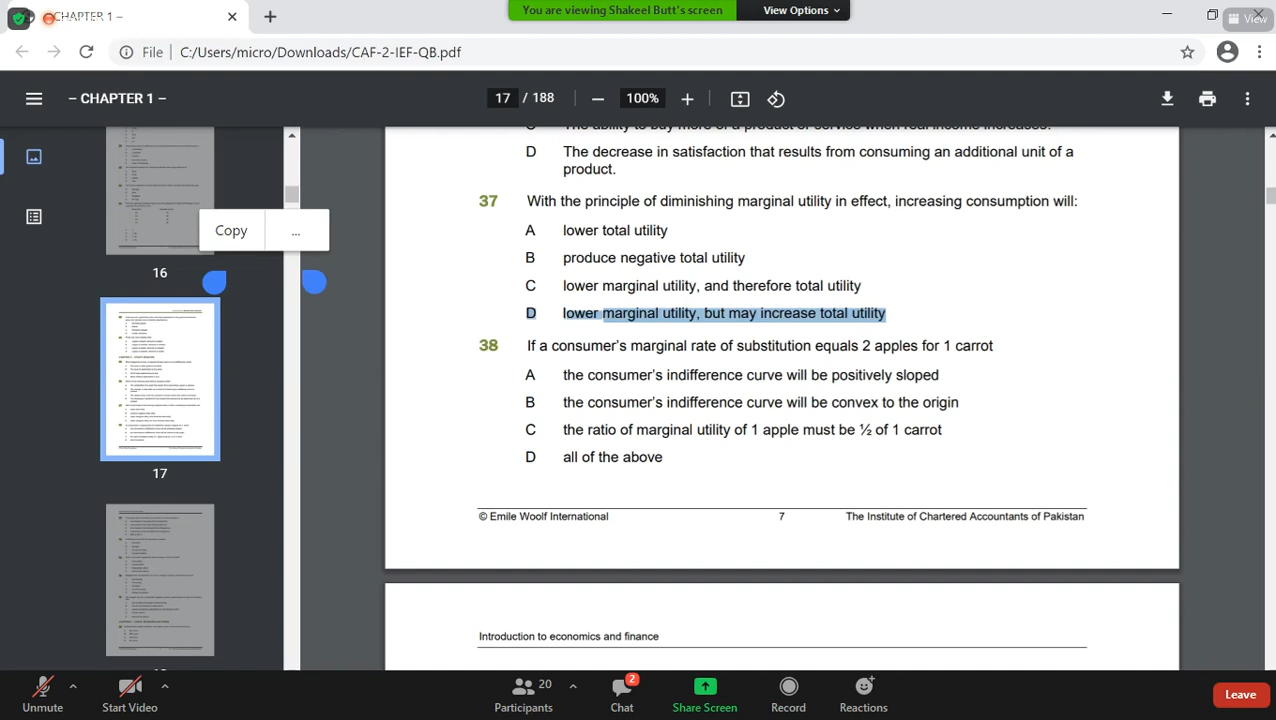 CHAPTER 1 –
You are viewing Shakeel Butt's screen
View Options
View
File
C:/Users/micro/Downloads/CAF-2-IEF-QB.pdf
– CHAPTER 1 –
17 / 188
100%
D The decrease in satisfaction that results from consuming an additional unit of a
product.
37 With the principle of diminishing marginal utility in effect, increasing consumption will:
A lower total utility
B produce negative total utility
C lower marginal utility, and therefore total utility
D lower marginal utility, but may increase total utility
38 If a consumer's marginal rate of substitution equals 2 apples for 1 carrot
A the consumer's indifference curve will be positively sloped
B the consumer's indifference curve will be convex to the origin
C the ratio of marginal utility of 1 apple must be ½ of 1 carrot
D all of the above
© Emile Woolf International
7
The Institute of Chartered Accountants of Pakistan
Introduction to economics and finance
Copy
...
16
17
Unmute
Start Video
20
Participants
2
Chat
Share Screen
Record
Reactions
Leave